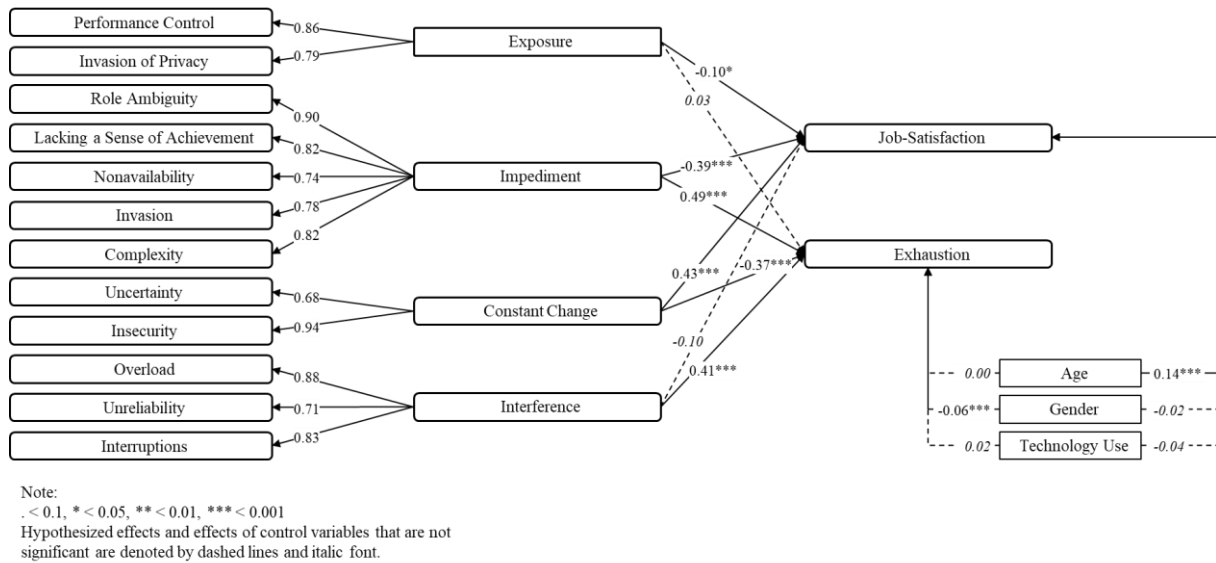 Performance Control
0.86
Exposure
Invasion of Privacy
0.79
-0.10*
0.03
Role Ambiguity
0.90
Lacking a Sense of Achievement
0.82
Job-Satisfaction
Nonavailability
0.74
Impediment
-0.39***
Invasion
0.78
0.49***
Complexity
0.82
Exhaustion
Uncertainty
0.68
0.43***
-0.37***
Constant Change
Insecurity
0.94
-0.10
Overload
0.88
0.41***
0.00
Age
0.14***
Unreliability
0.71
Interference
-0.06***
Gender
-0.02
Interruptions
0.83
0.02
Technology Use
-0.04
Note:
. < 0.1, * < 0.05, ** < 0.01, *** < 0.001
Hypothesized effects and effects of control variables that are not
significant are denoted by dashed lines and italic font.